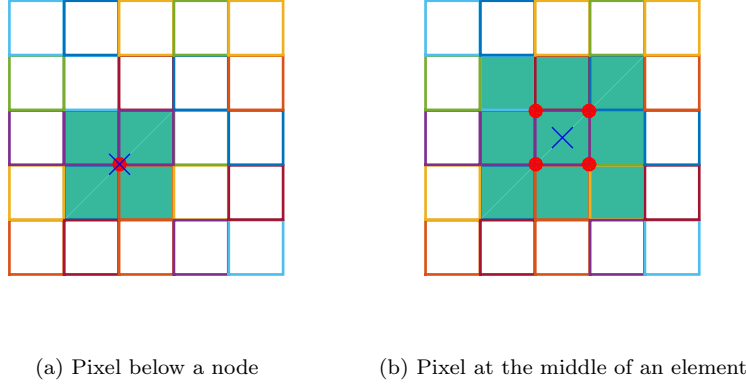 (a) Pixel below a node
(b) Pixel at the middle of an element